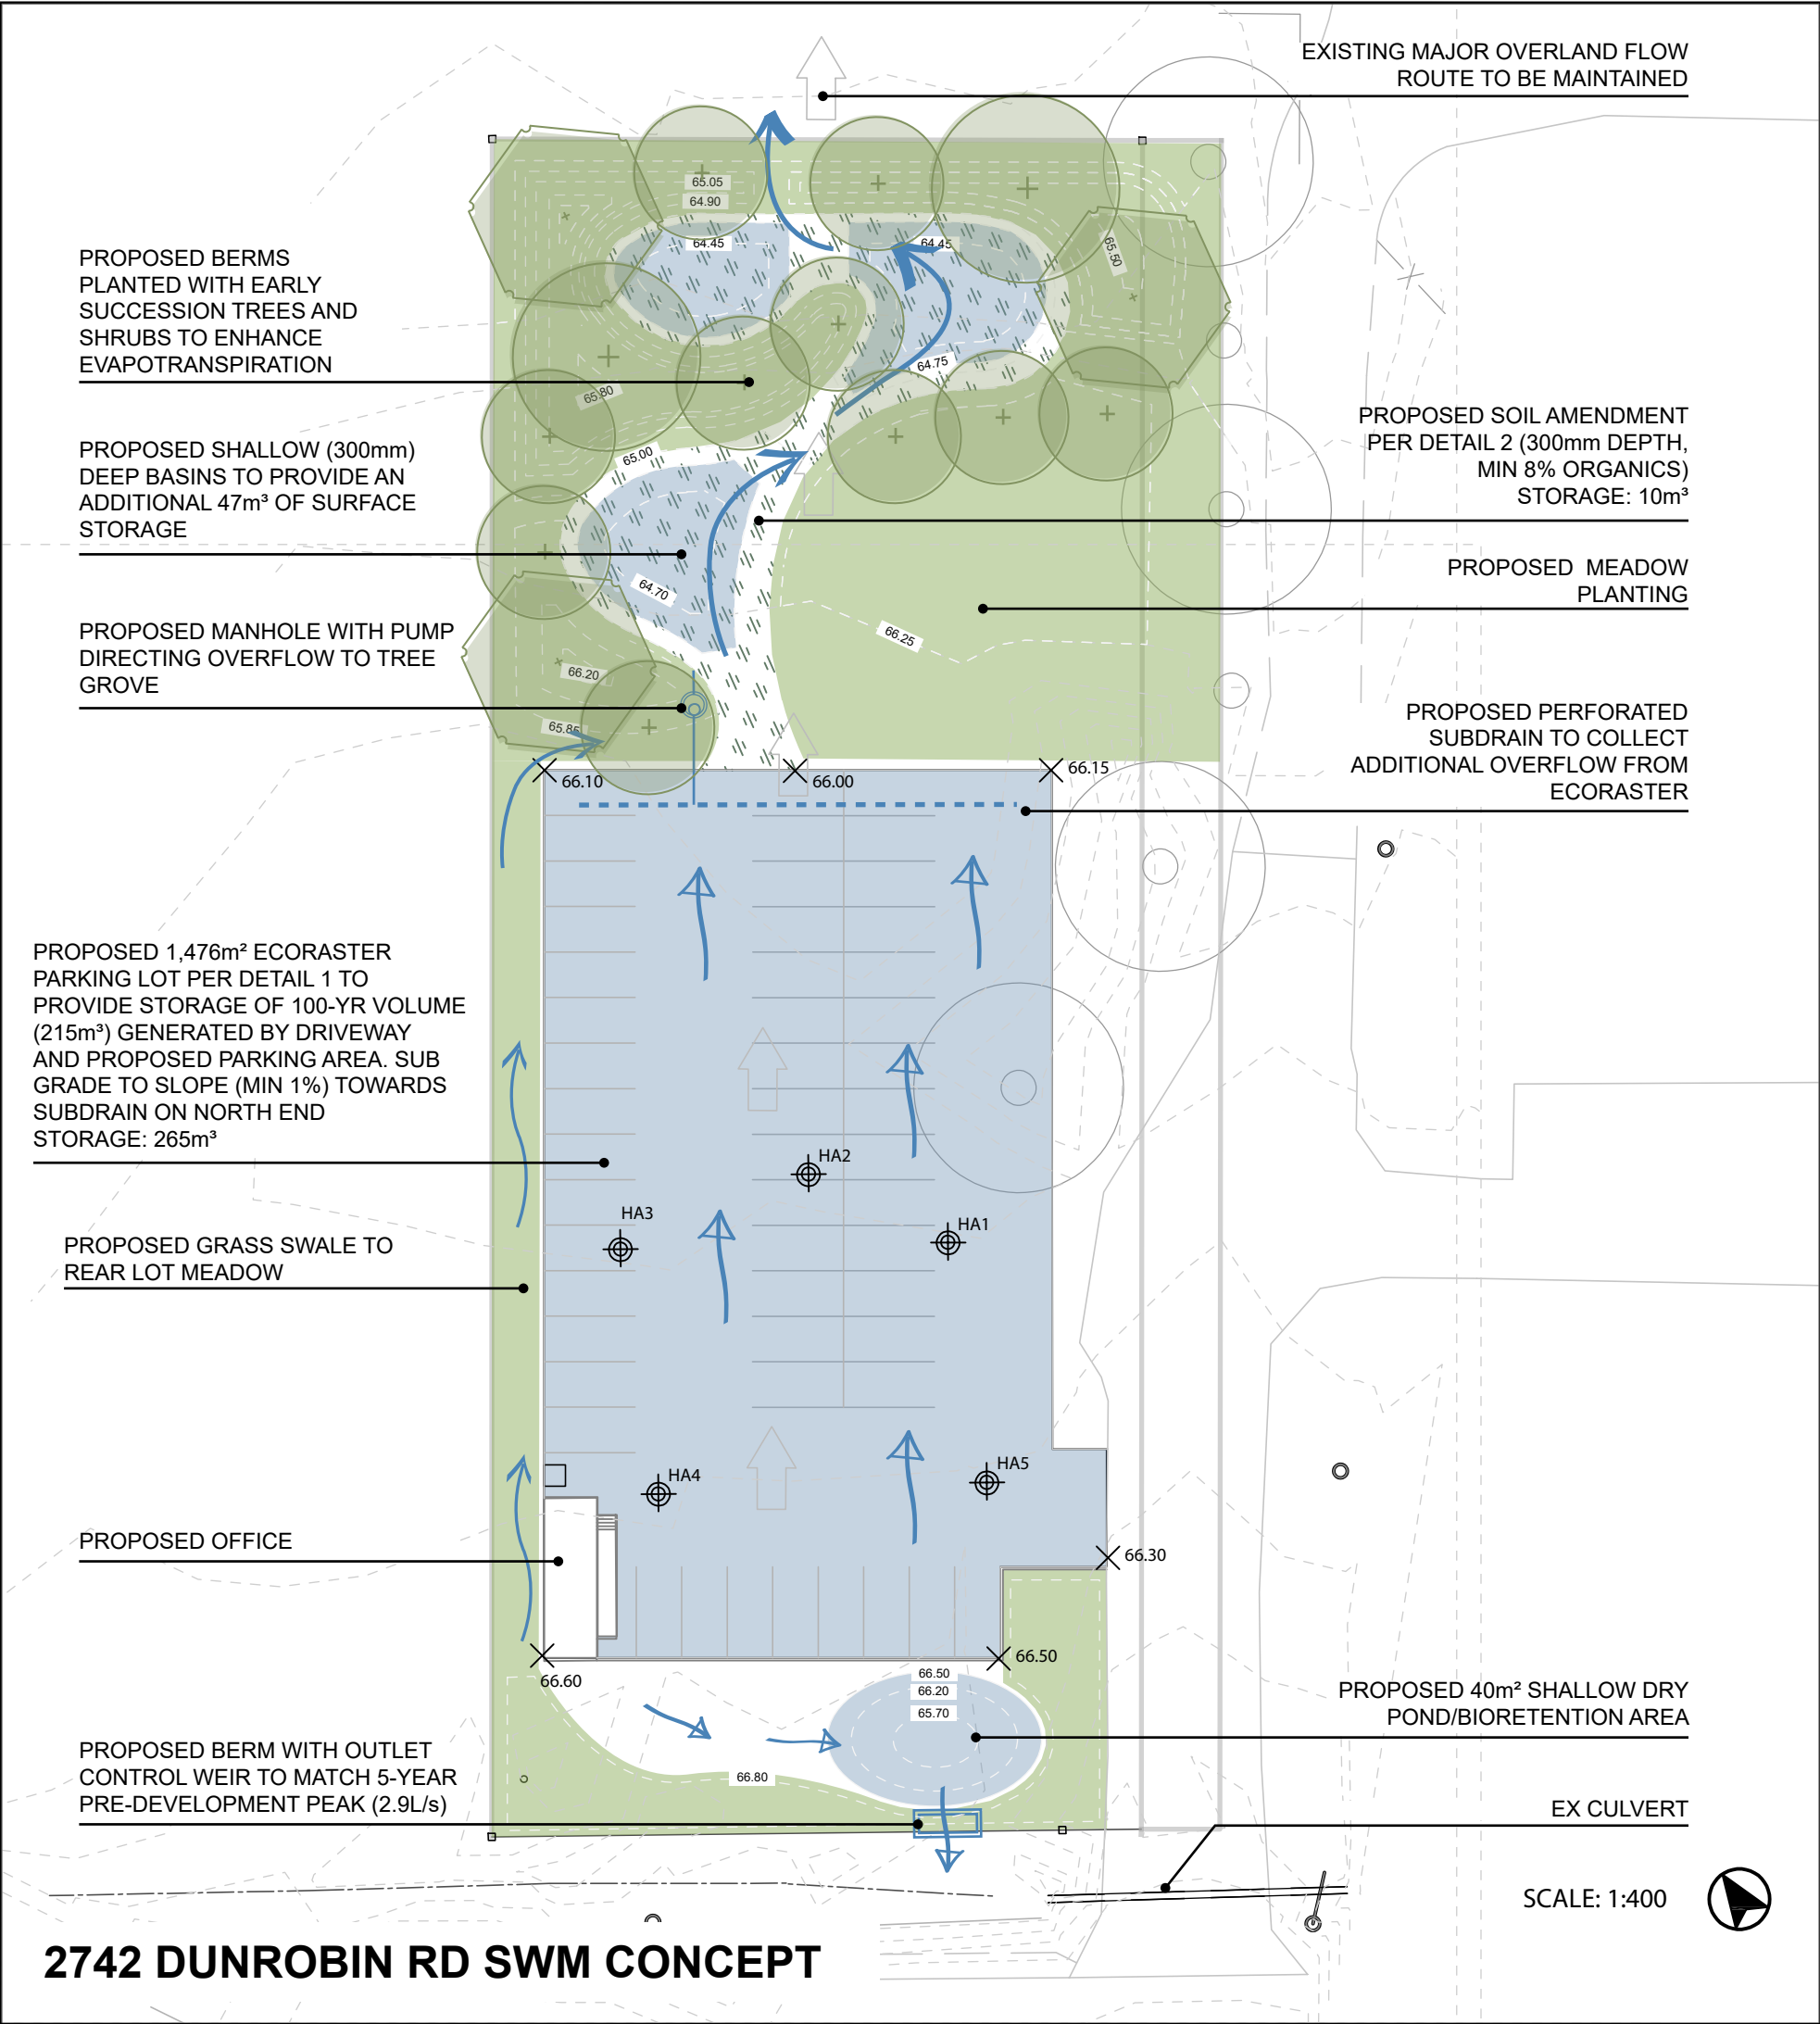 EXISTING MAJOR OVERLAND FLOW
ROUTE TO BE MAINTAINED
65.05
64.90
64.45
64.45
65.50
PROPOSED BERMS
PLANTED WITH EARLY
SUCCESSION TREES AND
SHRUBS TO ENHANCE
EVAPOTRANSPIRATION
64.75
65.80
PROPOSED SOIL AMENDMENT
PER DETAIL 2 (300mm DEPTH,
MIN 8% ORGANICS)
STORAGE: 10m³
PROPOSED SHALLOW (300mm)
DEEP BASINS TO PROVIDE AN
ADDITIONAL 47m³ OF SURFACE
STORAGE
65.00
64.70
PROPOSED MEADOW
PLANTING
PROPOSED MANHOLE WITH PUMP
DIRECTING OVERFLOW TO TREE
GROVE
66.25
66.20
65.85
PROPOSED PERFORATED
SUBDRAIN TO COLLECT
ADDITIONAL OVERFLOW FROM
ECORASTER
66.10
66.00
66.15
PROPOSED 1,476m² ECORASTER
PARKING LOT PER DETAIL 1 TO
PROVIDE STORAGE OF 100-YR VOLUME
(215m³) GENERATED BY DRIVEWAY
AND PROPOSED PARKING AREA. SUB
GRADE TO SLOPE (MIN 1%) TOWARDS
SUBDRAIN ON NORTH END
STORAGE: 265m³
HA2
HA3
HA1
PROPOSED GRASS SWALE TO
REAR LOT MEADOW
HA4
HA5
PROPOSED OFFICE
66.30
66.60
66.50
66.50
66.20
65.70
PROPOSED 40m² SHALLOW DRY
POND/BIORETENTION AREA
PROPOSED BERM WITH OUTLET
CONTROL WEIR TO MATCH 5-YEAR
PRE-DEVELOPMENT PEAK (2.9L/s)
66.80
EX CULVERT
SCALE: 1:400
2742 DUNROBIN RD SWM CONCEPT